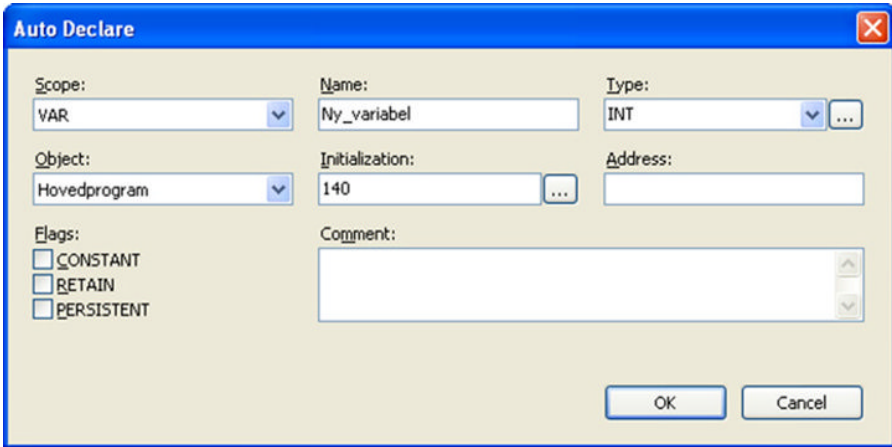 Auto Declare
Scope: Name: Type:
VAR Ny_variabel INT ...
Object: Initialization: Address:
Hovedprogram 140 ...
Flags: Comment:
CONSTANT
RETAIN
PERSISTENT
OK Cancel